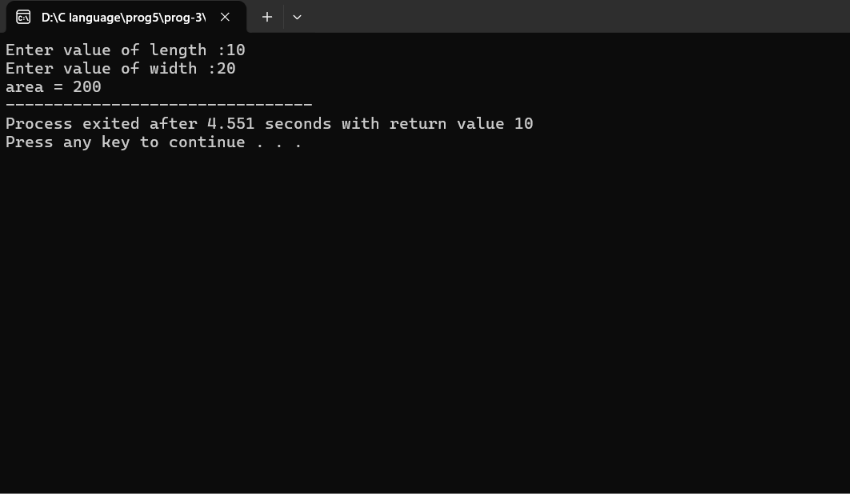 D:\C language\prog5\prog-3\
Enter value of length :10
Enter value of width :20
area = 200
--------------------------------
Process exited after 4.551 seconds with return value 10
Press any key to continue . . .